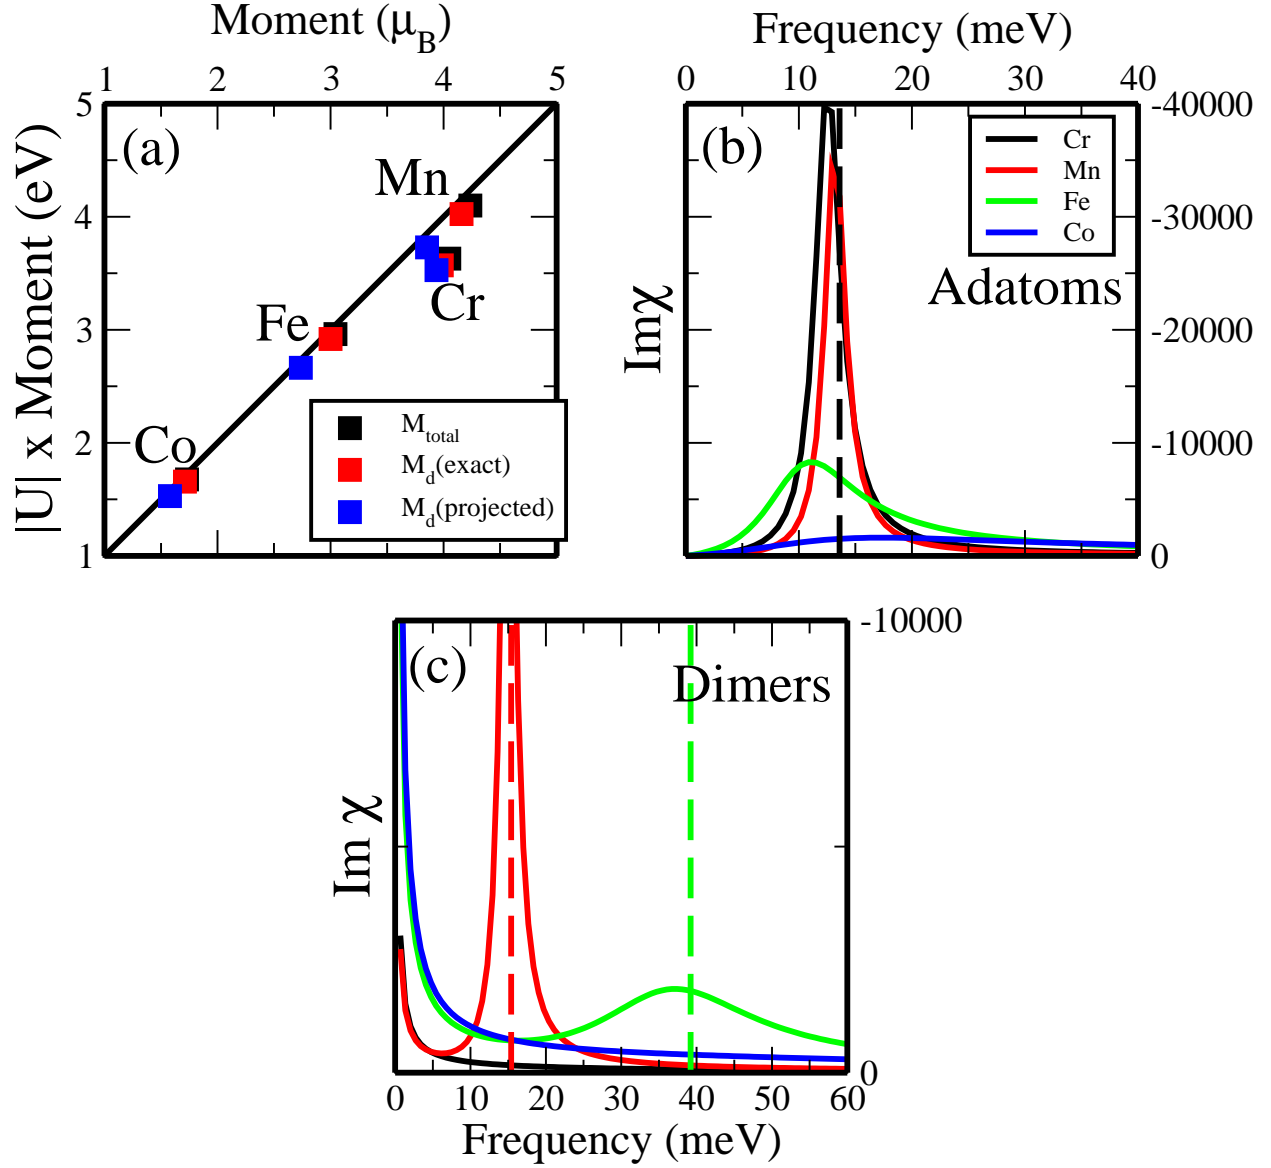 Moment (μB)
1 2 3 4 5
|U| x Moment (eV)
5
4
3
2
1
(a)
Mn
Cr
Fe
Co
Mtotal
Md(exact)
Md(projected)
Frequency (meV)
0 10 20 30 40
Imχ
-40000
-30000
-20000
-10000
0
(b)
Cr
Mn
Fe
Co
Adatoms
(c)
Dimers
-10000
0
Im χ
0 10 20 30 40 50 60
Frequency (meV)